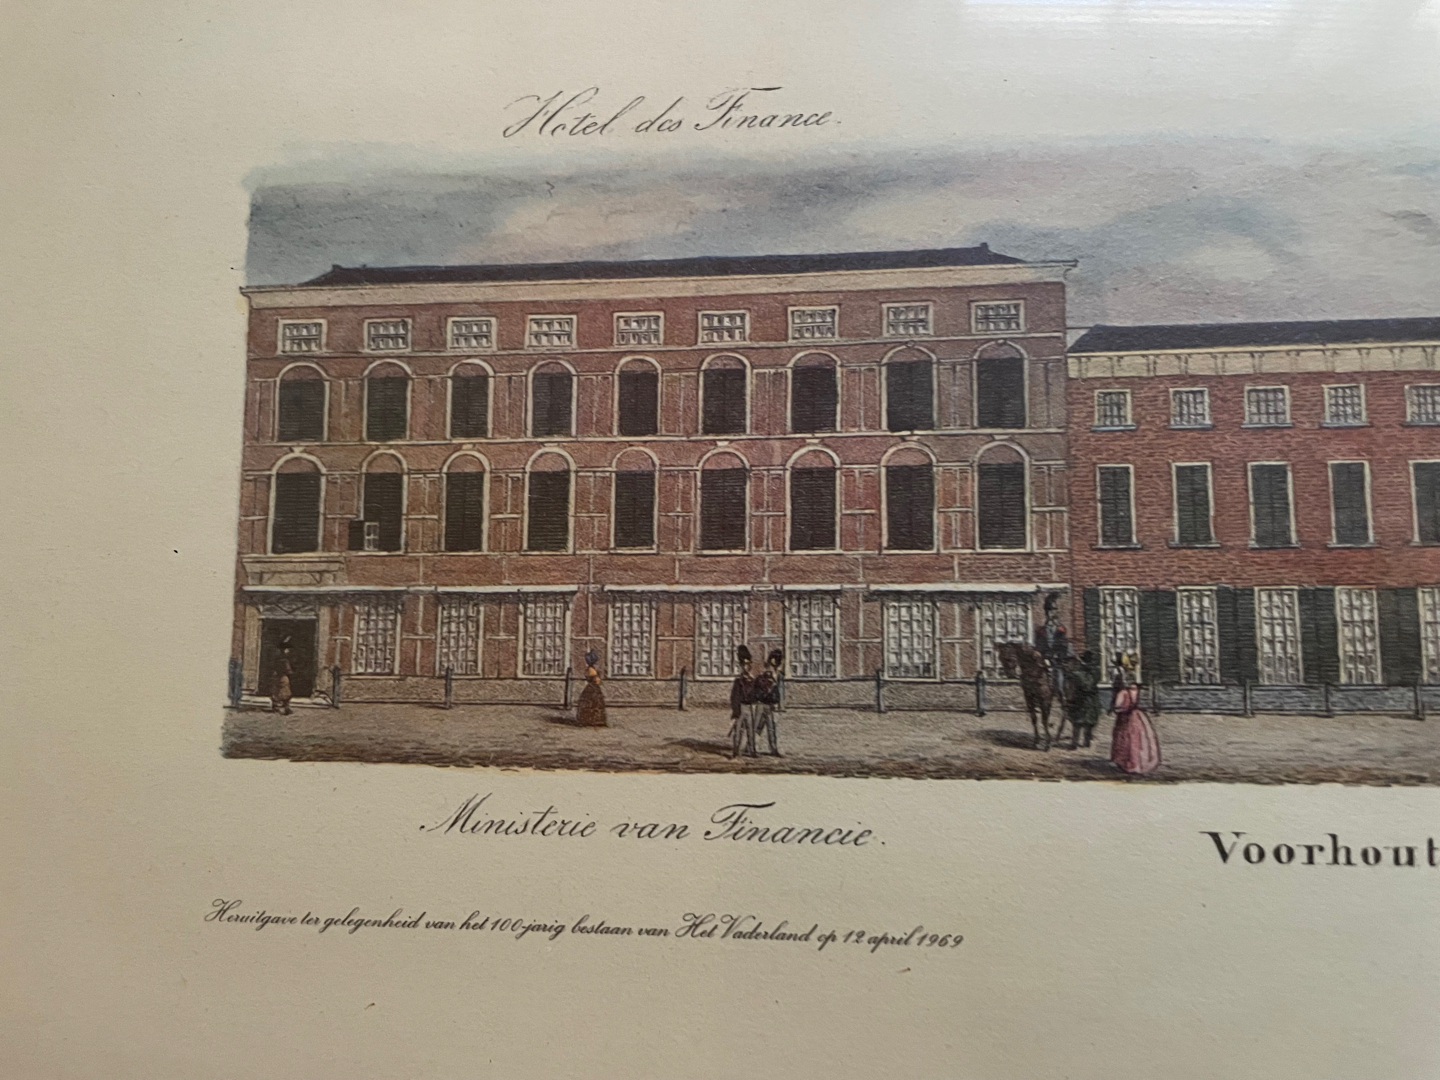 Hotel des Finance.
Ministerie van Financie.
Voorhout
Heruitgave ter gelegenheid van het 100-jarig bestaan van Het Vaderland op 12 april 1969